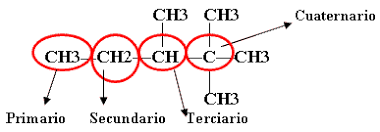 CH3 CH3 Cuaternario
CH3-CH2-CH-C-CH3
CH3
Primario Secundario Terciario